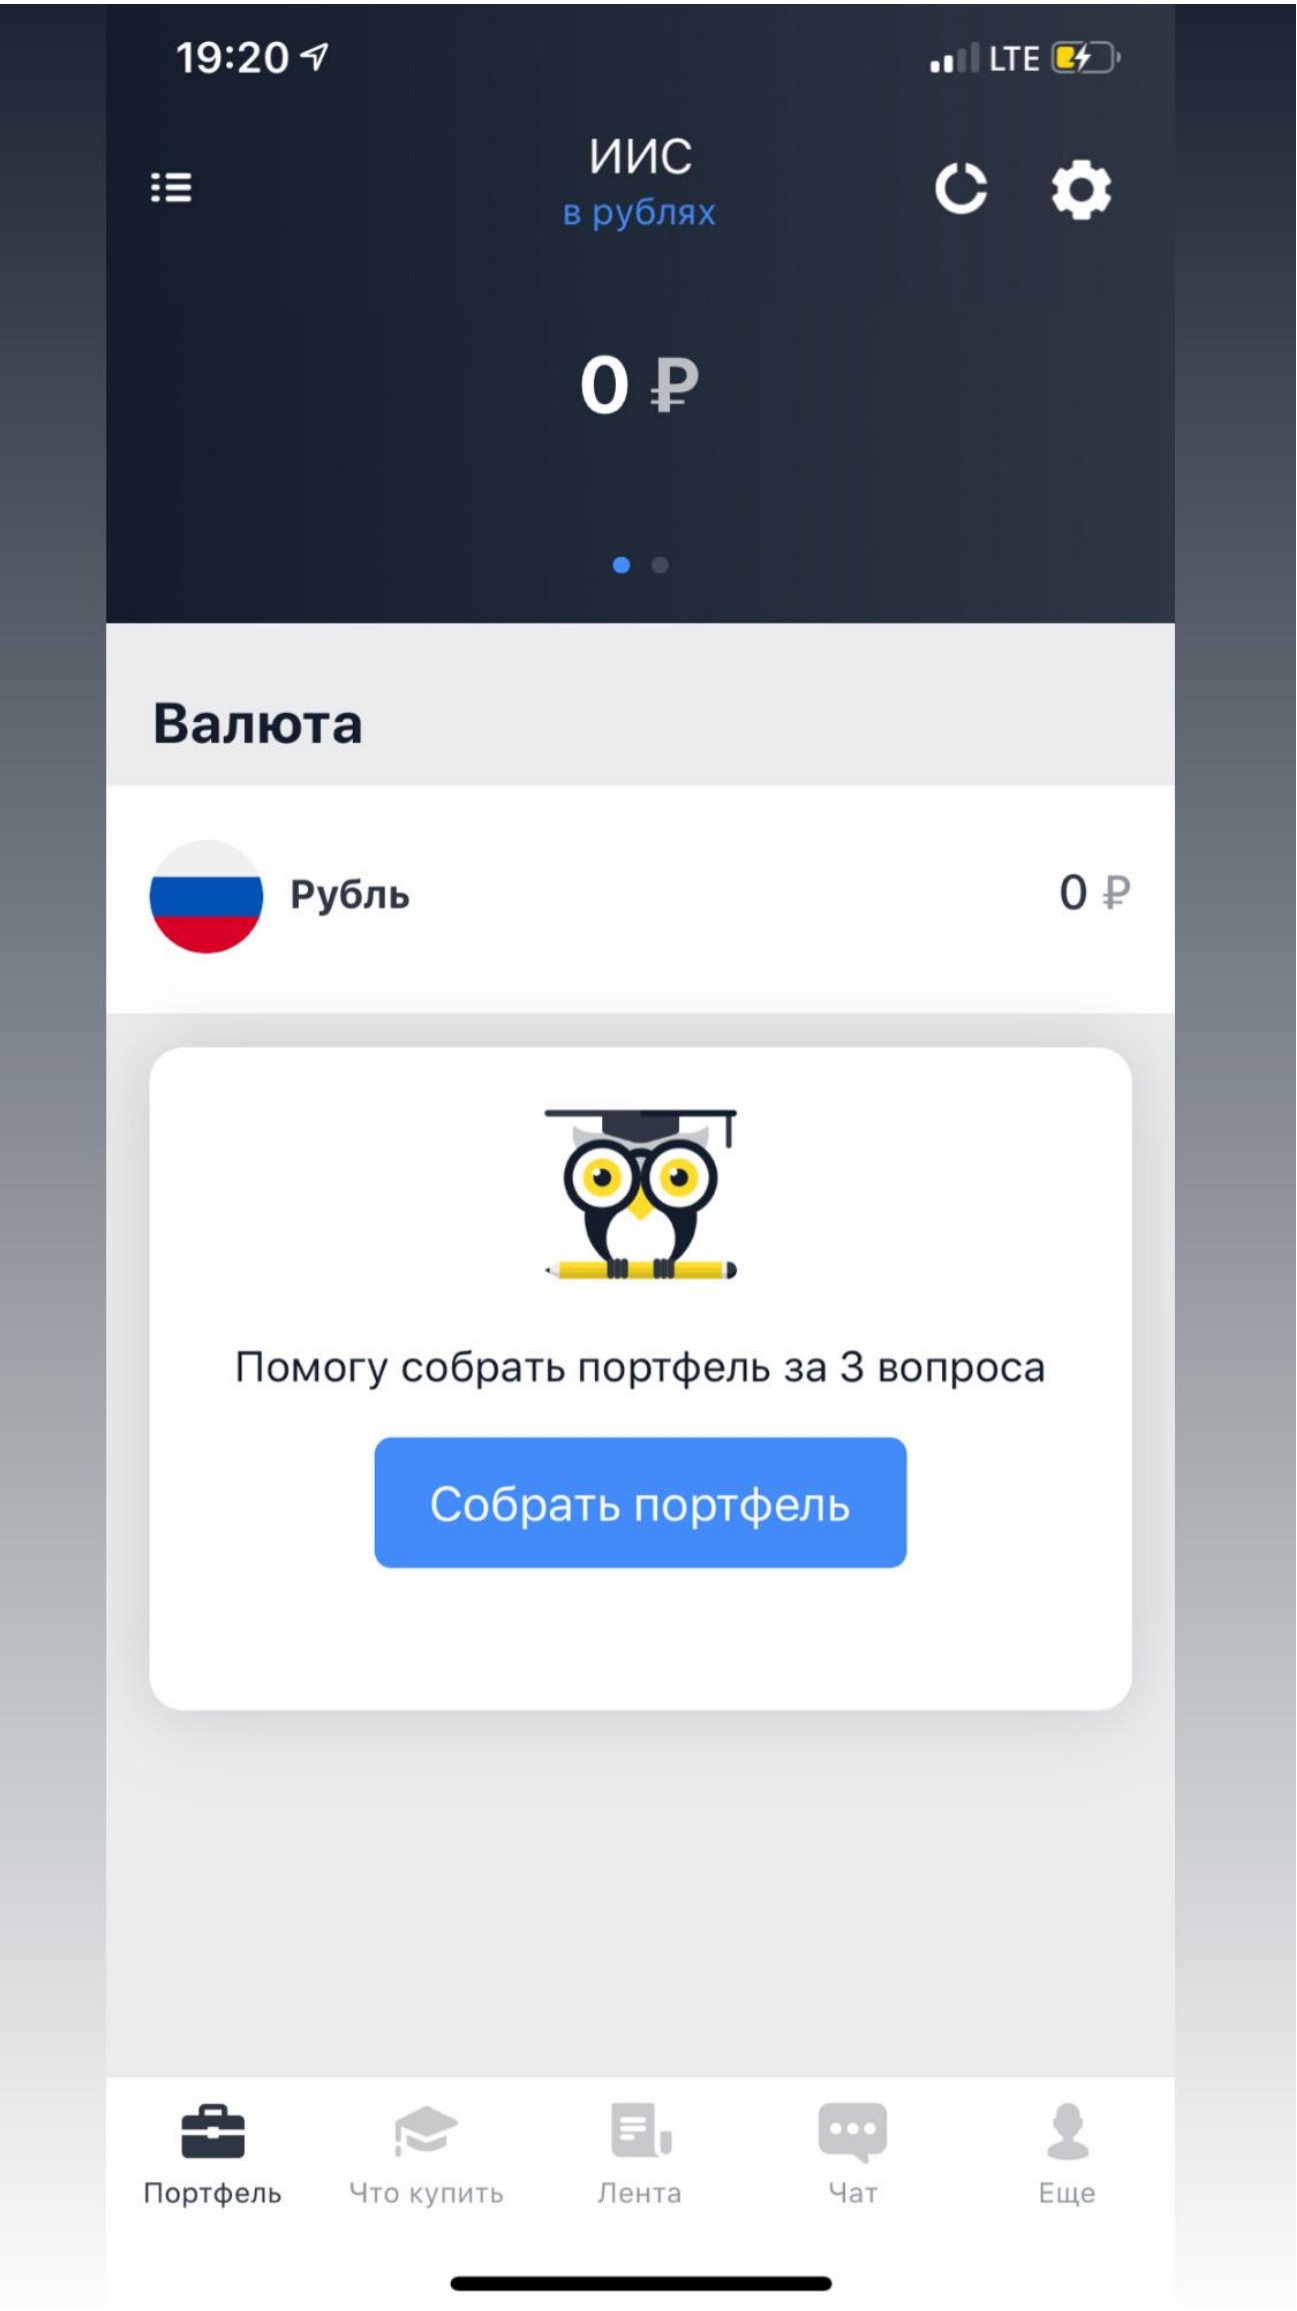 19:20
LTE
ИИС
в рублях
0 ₽
Валюта
Рубль
0 ₽
Помогу собрать портфель за 3 вопроса
Собрать портфель
Портфель
Что купить
Лента
Чат
Еще